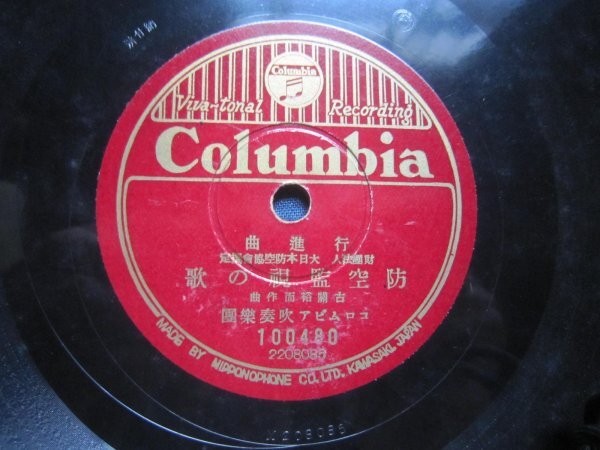 Columbia
Viva-tonal Recording
Columbia
行進曲
財團法人 大日本防空協會撰定
防空監視の歌
古關裕而作曲
コロムビア吹奏樂團
100480
2208086
MADE BY NIPPONOPHONE CO., LTD. KAWASAKI, JAPAN